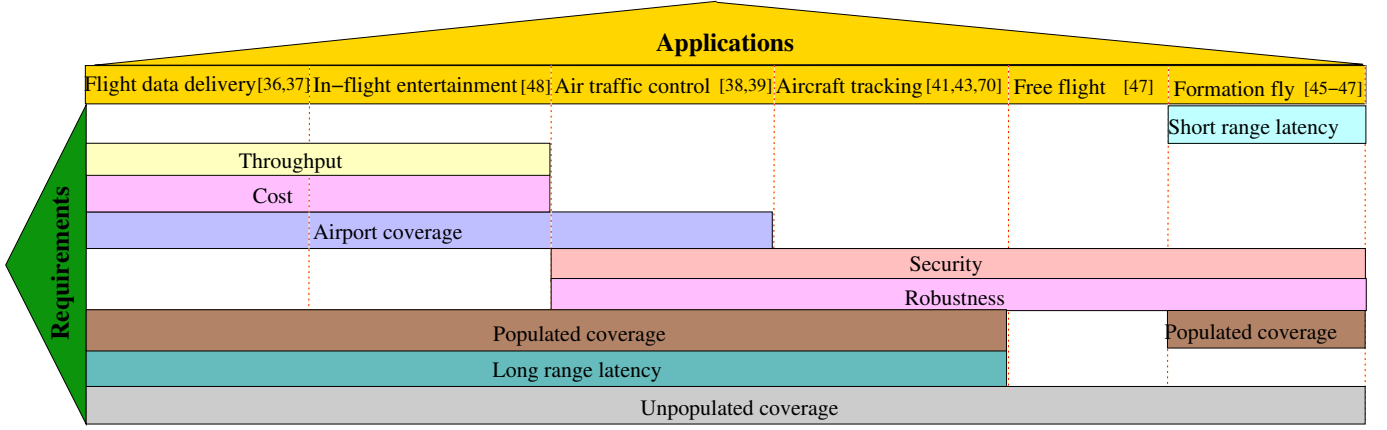 Applications
Flight data delivery[36,37] In−flight entertainment [48] Air traffic control [38,39] Aircraft tracking [41,43,70] Free flight [47] Formation fly [45−47]
Requirements
Short range latency
Throughput
Cost
Airport coverage
Security
Robustness
Populated coverage Populated coverage
Long range latency
Unpopulated coverage